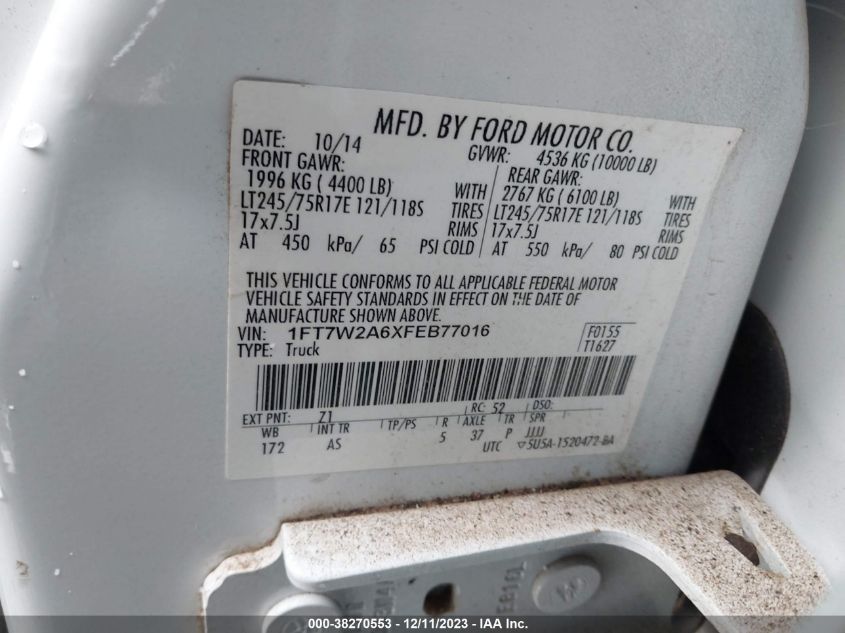 MFD. BY FORD MOTOR CO.
DATE: 10/14 GVWR: 4536 KG (10000 LB)
FRONT GAWR: REAR GAWR:
1996 KG ( 4400 LB) WITH 2767 KG ( 6100 LB) WITH
LT245/75R17E 121/118S TIRES LT245/75R17E 121/118S TIRES
17x7.5J RIMS 17x7.5J RIMS
AT 450 kPa/ 65 PSI COLD AT 550 kPa/ 80 PSI COLD
THIS VEHICLE CONFORMS TO ALL APPLICABLE FEDERAL MOTOR
VEHICLE SAFETY STANDARDS IN EFFECT ON THE DATE OF
MANUFACTURE SHOWN ABOVE.
VIN: 1FT7W2A6XFEB77016 F0155
TYPE: Truck T1627
EXT PNT: Z1 RC: 52 DSO:
WB INT TR TP/PS R AXLE TR SPR
172 AS 5 37 P JJJJ
UTC ▽5U5A-1520472-BA
000-38270553 - 12/11/2023 - IAA Inc.